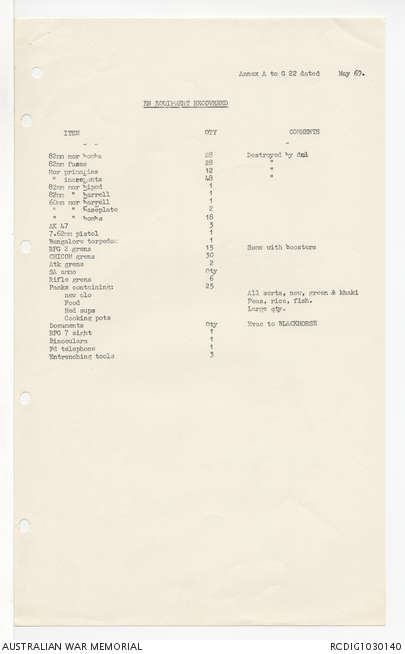 Annex A to G 22 dated May 69.
EN EQUIPMENT RECOVERED
ITEM QTY COMMENTS
82mm mor bombs 28 Destroyed by dml
82mm fuses 28 "
Mor primaries 12 "
" increments 48 "
82mm mor biped 1
82mm " barrell 1
60mm mor barrell 1
" " baseplate 2
" " bombs 18
AK 47 3
7.62mm pistol 1
Bangalore torpedoe 1
RPG 2 grens 15 Some with boosters
CHICOM grens 30
Atk grens 2
SA ammo Qty
Rifle grens 6
Packs containing: 25
new clo All sorts, new, green & khaki
Food Peas, rice, fish.
Med sups Large qty.
Cooking pots
Documents Qty Evac to BLACKHORSE
RPG 7 sight 1
Binoculars 1
Fd telephone 1
Entrenching tools 3
AUSTRALIAN WAR MEMORIAL
RCDIG1030140